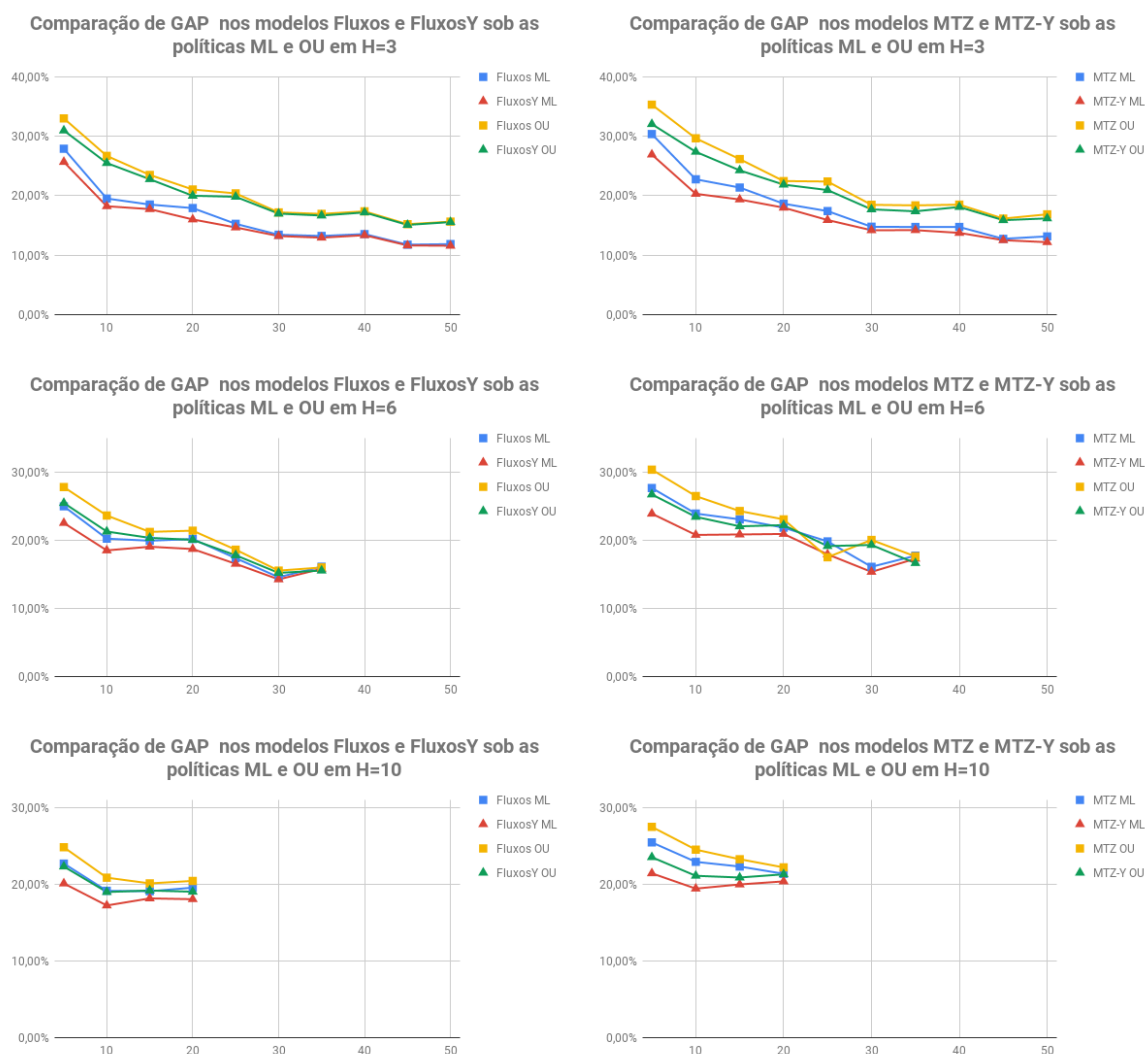 Comparação de GAP  nos modelos Fluxos e FluxosY sob as
políticas ML e OU em H=3
40,00%
30,00%
20,00%
10,00%
0,00%
10
20
30
40
50
Fluxos ML
FluxosY ML
Fluxos OU
FluxosY OU
Comparação de GAP  nos modelos MTZ e MTZ-Y sob as
políticas ML e OU em H=3
40,00%
30,00%
20,00%
10,00%
0,00%
10
20
30
40
50
MTZ ML
MTZ-Y ML
MTZ OU
MTZ-Y OU
Comparação de GAP  nos modelos Fluxos e FluxosY sob as
políticas ML e OU em H=6
30,00%
20,00%
10,00%
0,00%
10
20
30
40
50
Fluxos ML
FluxosY ML
Fluxos OU
FluxosY OU
Comparação de GAP  nos modelos MTZ e MTZ-Y sob as
políticas ML e OU em H=6
30,00%
20,00%
10,00%
0,00%
10
20
30
40
50
MTZ ML
MTZ-Y ML
MTZ OU
MTZ-Y OU
Comparação de GAP  nos modelos Fluxos e FluxosY sob as
políticas ML e OU em H=10
30,00%
20,00%
10,00%
0,00%
10
20
30
40
50
Fluxos ML
FluxosY ML
Fluxos OU
FluxosY OU
Comparação de GAP  nos modelos MTZ e MTZ-Y sob as
políticas ML e OU em H=10
30,00%
20,00%
10,00%
0,00%
10
20
30
40
50
MTZ ML
MTZ-Y ML
MTZ OU
MTZ-Y OU